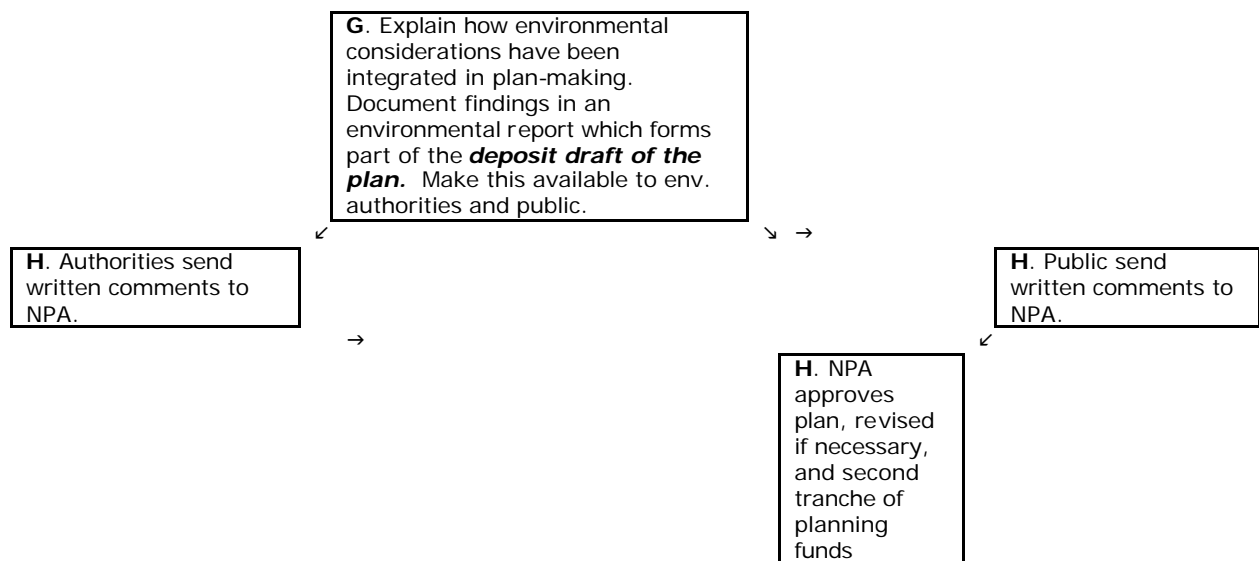 G. Explain how environmental
considerations have been
integrated in plan-making.
Document findings in an
environmental report which forms
part of the deposit draft of the
plan. Make this available to env.
authorities and public.
↙ ↘ →
H. Authorities send
written comments to
NPA.
H. Public send
written comments to
NPA.
→ ↙
H. NPA
approves
plan, revised
if necessary,
and second
tranche of
planning
funds